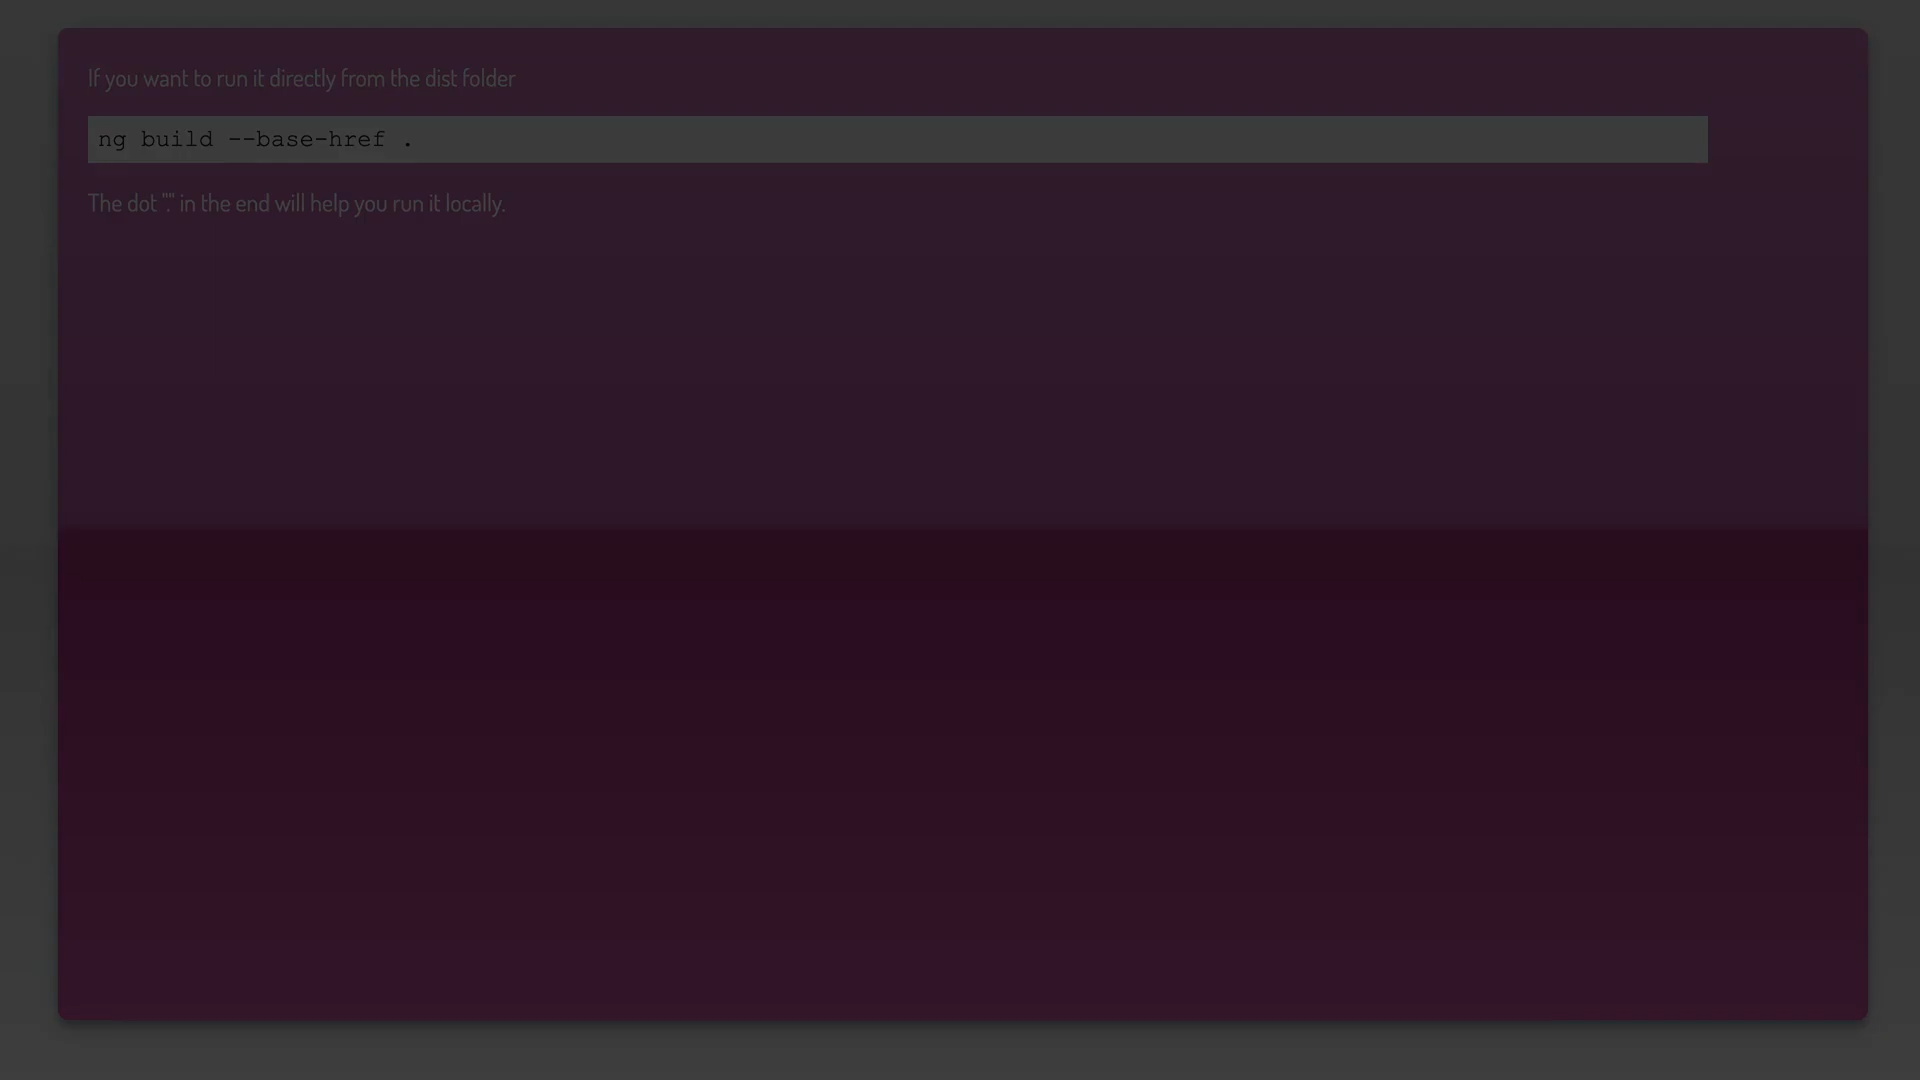 If you want to run it directly from the dist folder
ng build --base-href .
The dot "." in the end will help you run it locally.